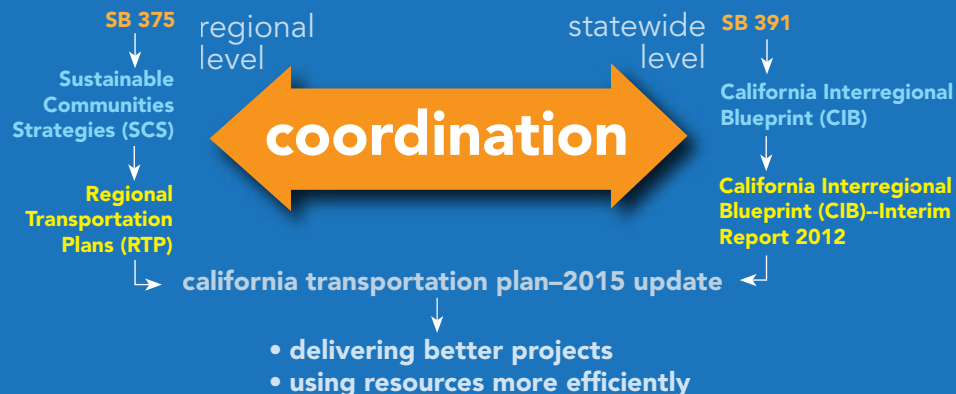 SB 375
regional
level
Sustainable
Communities
Strategies (SCS)
Regional
Transportation
Plans (RTP)
coordination
statewide
level
SB 391
California Interregional
Blueprint (CIB)
California Interregional
Blueprint (CIB)--Interim
Report 2012
california transportation plan–2015 update
• delivering better projects
• using resources more efficiently